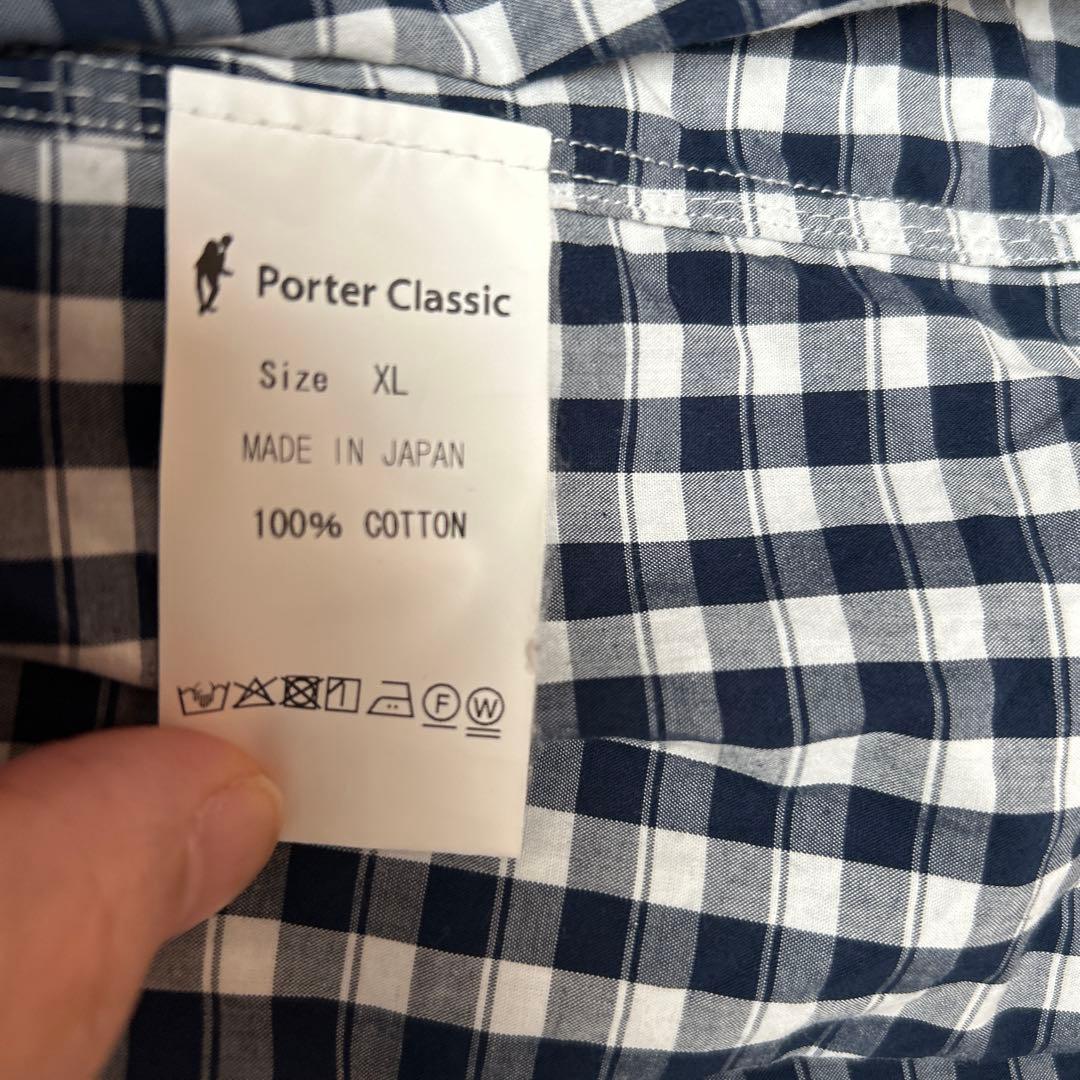 Porter Classic
Size XL
MADE IN JAPAN
100% COTTON
F W